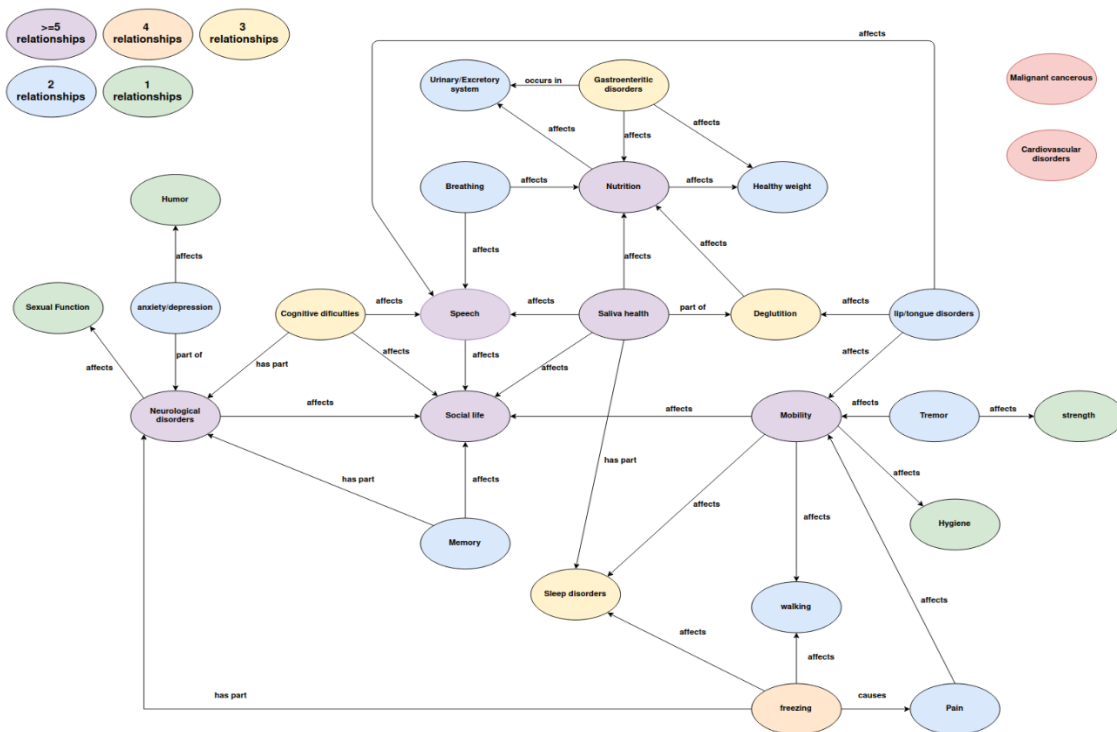 >=5
relationships
4
relationships
3
relationships
2
relationships
1
relationships
affects
Malignant cancerous
Cardiovascular
disorders
Urinary/Excretory
system
occurs in
Gastroenteritic
disorders
affects
affects
affects
Breathing
affects
Nutrition
affects
Healthy weight
Humor
affects
affects
affects
affects
Sexual Function
anxiety/depression
Cognitive dificulties
affects
Speech
affects
Saliva health
part of
Deglutition
affects
lip/tongue disorders
part of
has part
affects
affects
affects
affects
affects
Neurological
disorders
affects
Social life
affects
Mobility
affects
Tremor
affects
strength
has part
affects
has part
affects
affects
affects
Hygiene
Memory
Sleep disorders
walking
affects
affects
affects
has part
freezing
causes
Pain